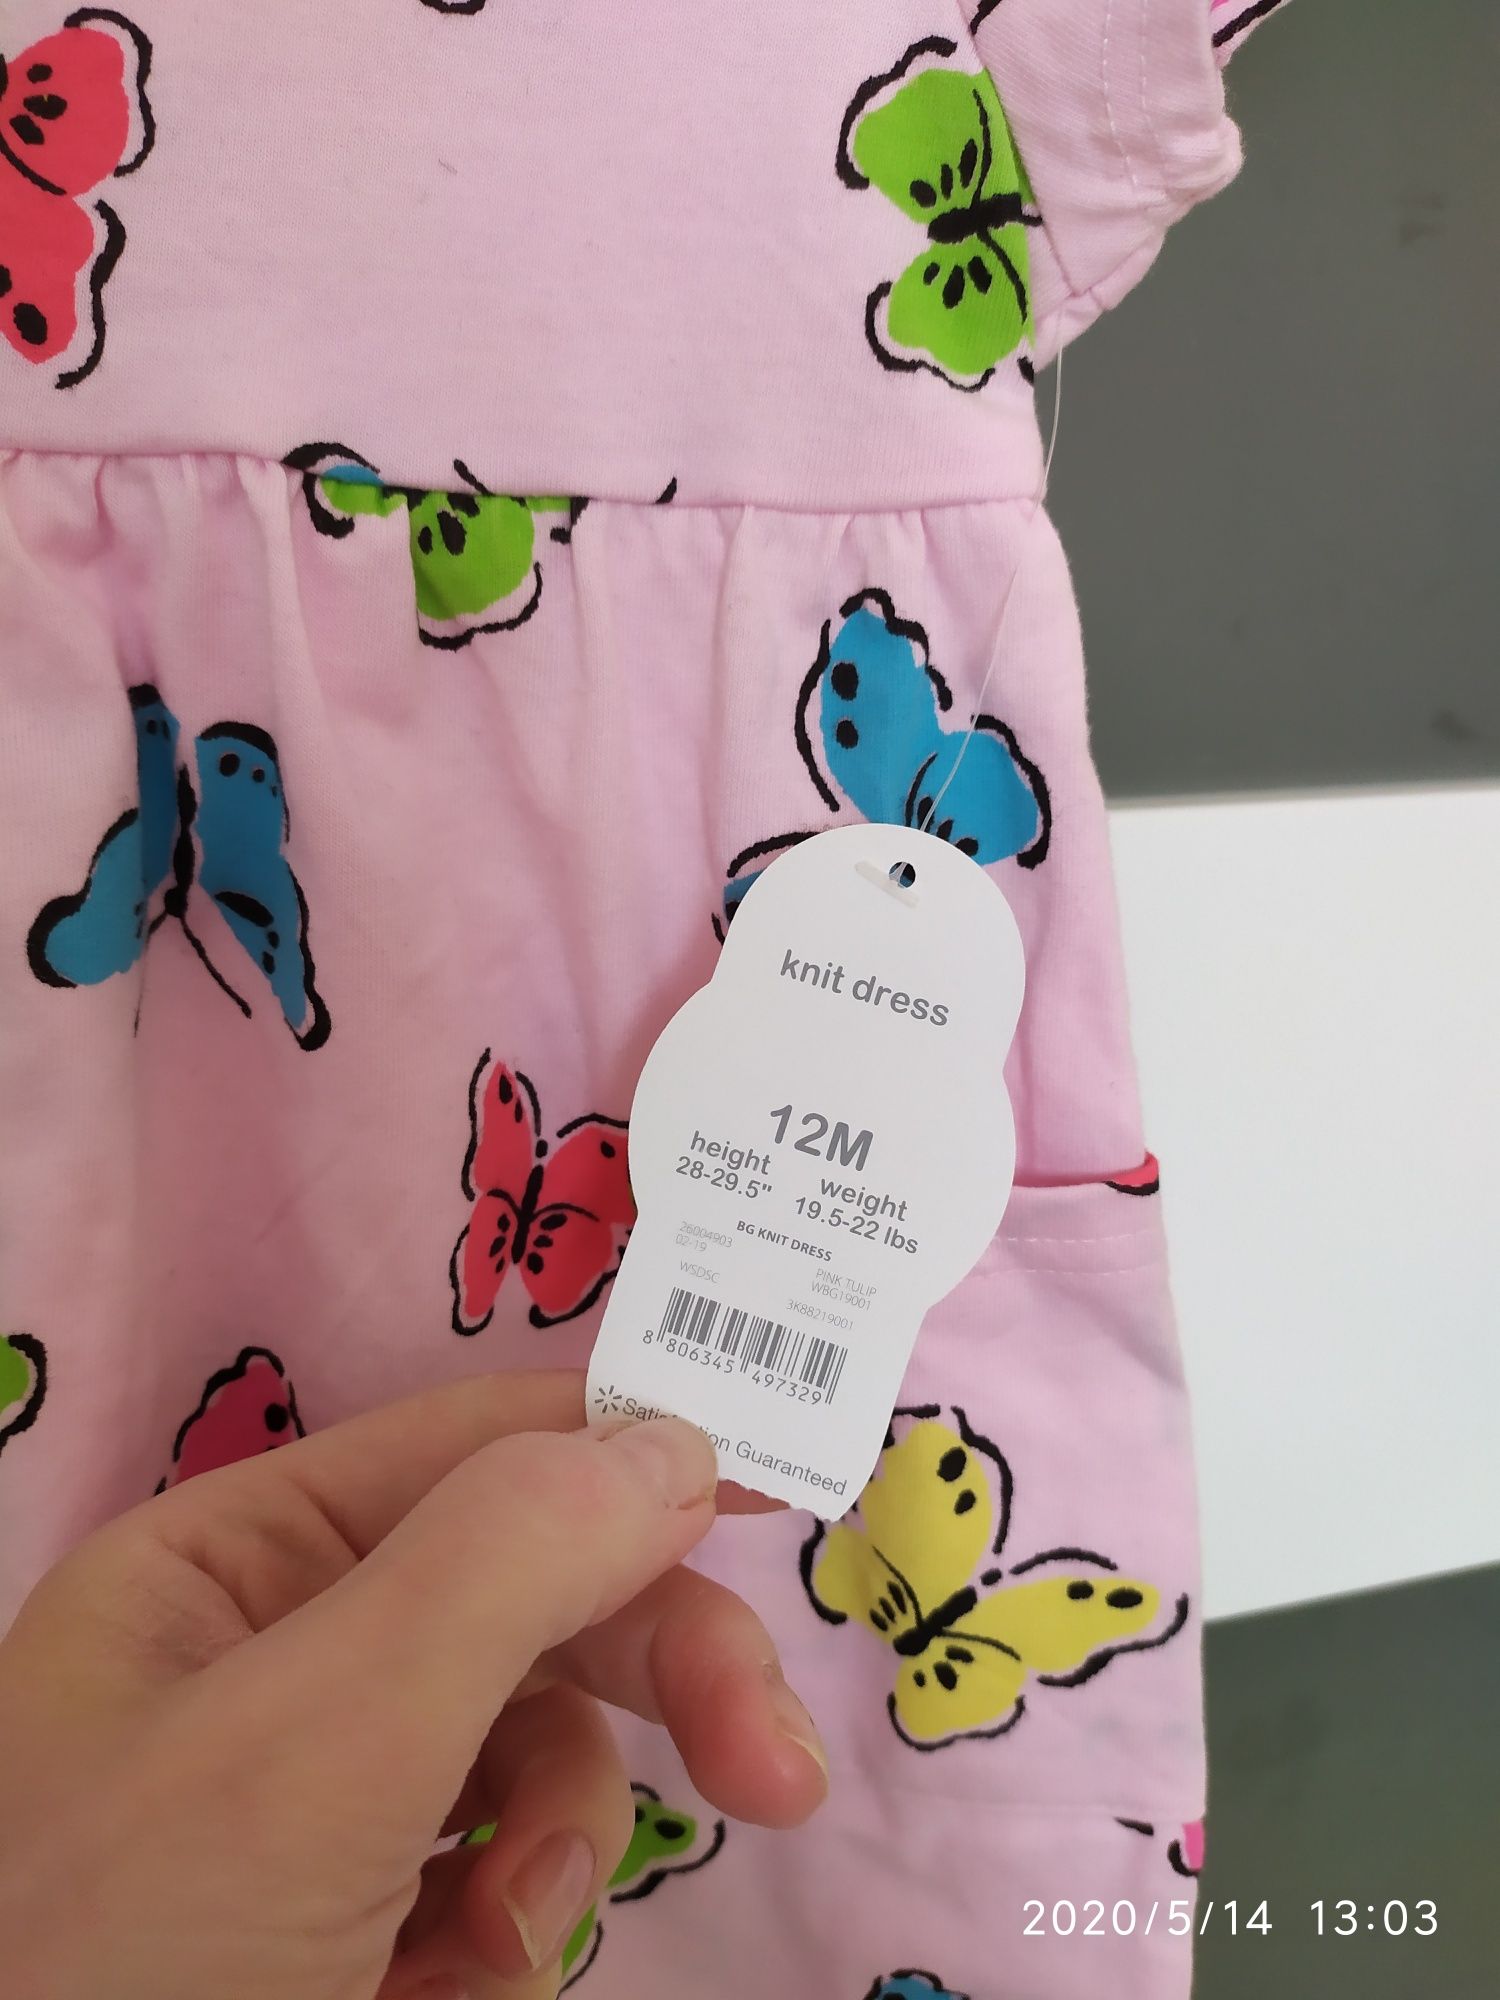 knit dress
12M
height
28-29.5"
weight
19.5-22 lbs
26004903
02-19
BG KNIT DRESS
WSDSC
PINK TULIP
WBG19001
3K88219001
8 806345 497329
Guaranteed
2020/5/14 13:03